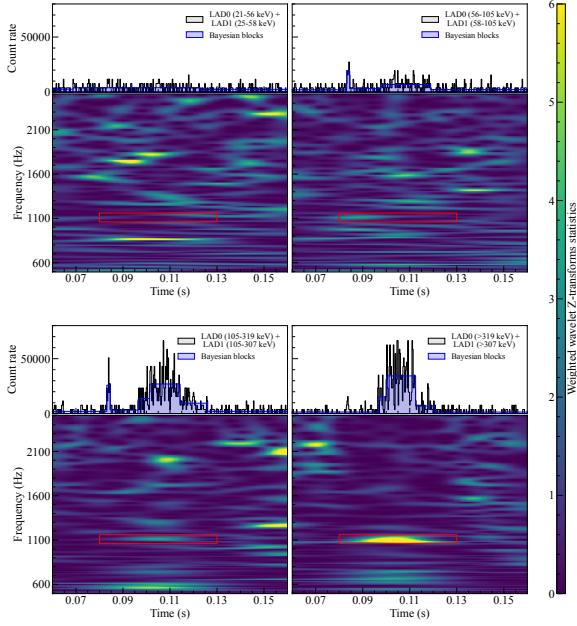 LAD0 (21-56 keV) +
LAD1 (25-58 keV)
Bayesian blocks
LAD0 (56-105 keV) +
LAD1 (58-105 keV)
Bayesian blocks
Count rate
50000
0
Frequency (Hz)
2100
1600
1100
600
0.07 0.09 0.11 0.13 0.15
Time (s)
0.07 0.09 0.11 0.13 0.15
Time (s)
LAD0 (105-319 keV) +
LAD1 (105-307 keV)
Bayesian blocks
LAD0 (>319 keV) +
LAD1 (>307 keV)
Bayesian blocks
Count rate
50000
0
Frequency (Hz)
2100
1600
1100
600
0.07 0.09 0.11 0.13 0.15
Time (s)
0.07 0.09 0.11 0.13 0.15
Time (s)
6
5
4
3
2
1
0
Weighted wavelet Z-transforms statistics